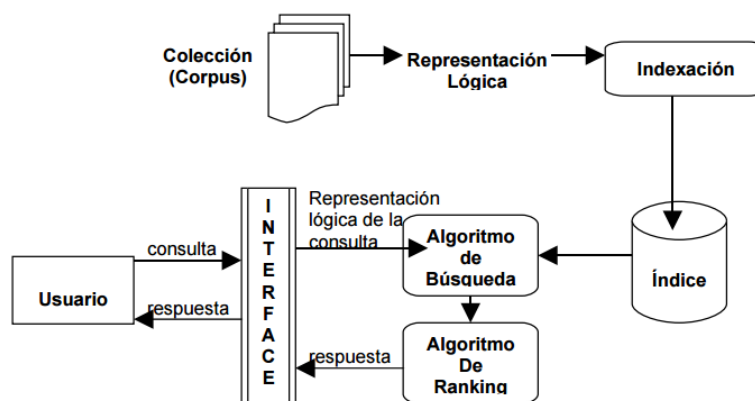 Colección
(Corpus)
Representación
Lógica
Indexación
Representación
lógica de la
consulta
I
N
T
E
R
F
A
C
E
Algoritmo
de
Búsqueda
Índice
consulta
Usuario
respuesta
respuesta
Algoritmo
De
Ranking